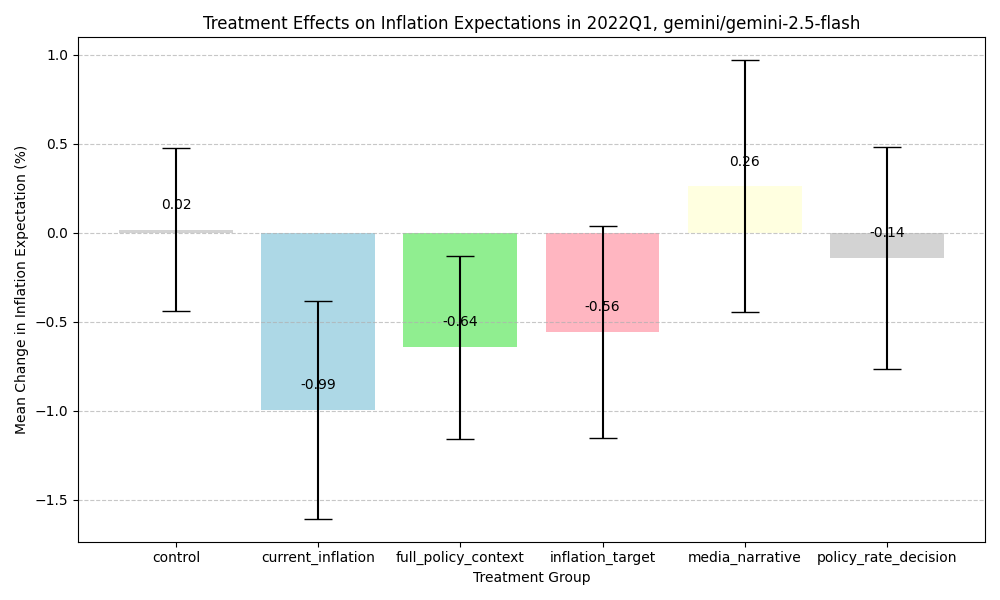 Treatment Effects on Inflation Expectations in 2022Q1, gemini/gemini-2.5-flash
Mean Change in Inflation Expectation (%)
1.0
0.5
0.0
−0.5
−1.0
−1.5
0.02
-0.99
-0.64
-0.56
0.26
-0.14
control
current_inflation
full_policy_context
inflation_target
media_narrative
policy_rate_decision
Treatment Group